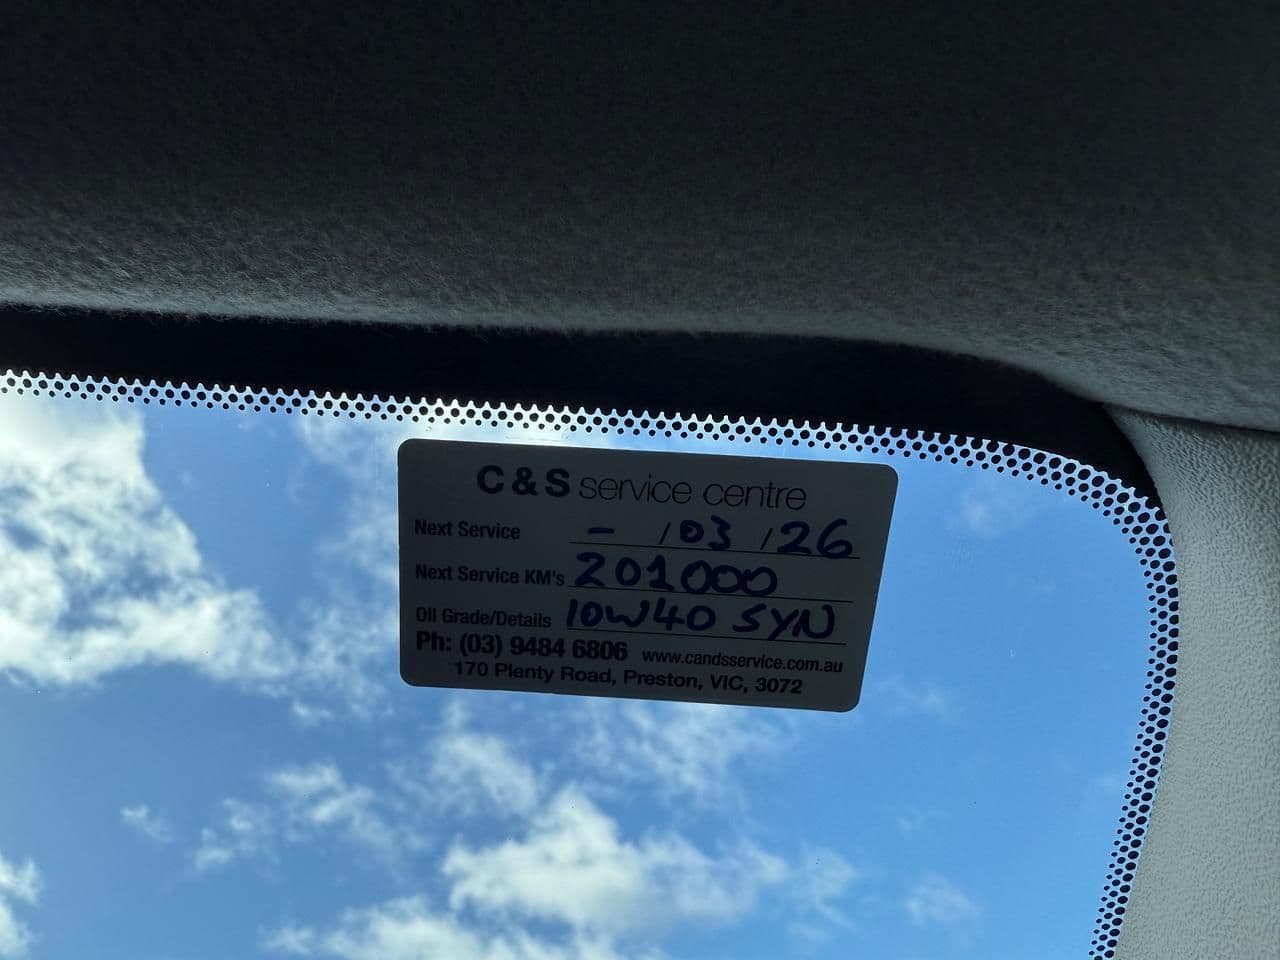 C & S service centre
Next Service - /03/26
Next Service KM's 201000
Oil Grade/Details 10W40 SYN
Ph: (03) 9484 6806 www.candsservice.com.au
170 Plenty Road, Preston, VIC, 3072